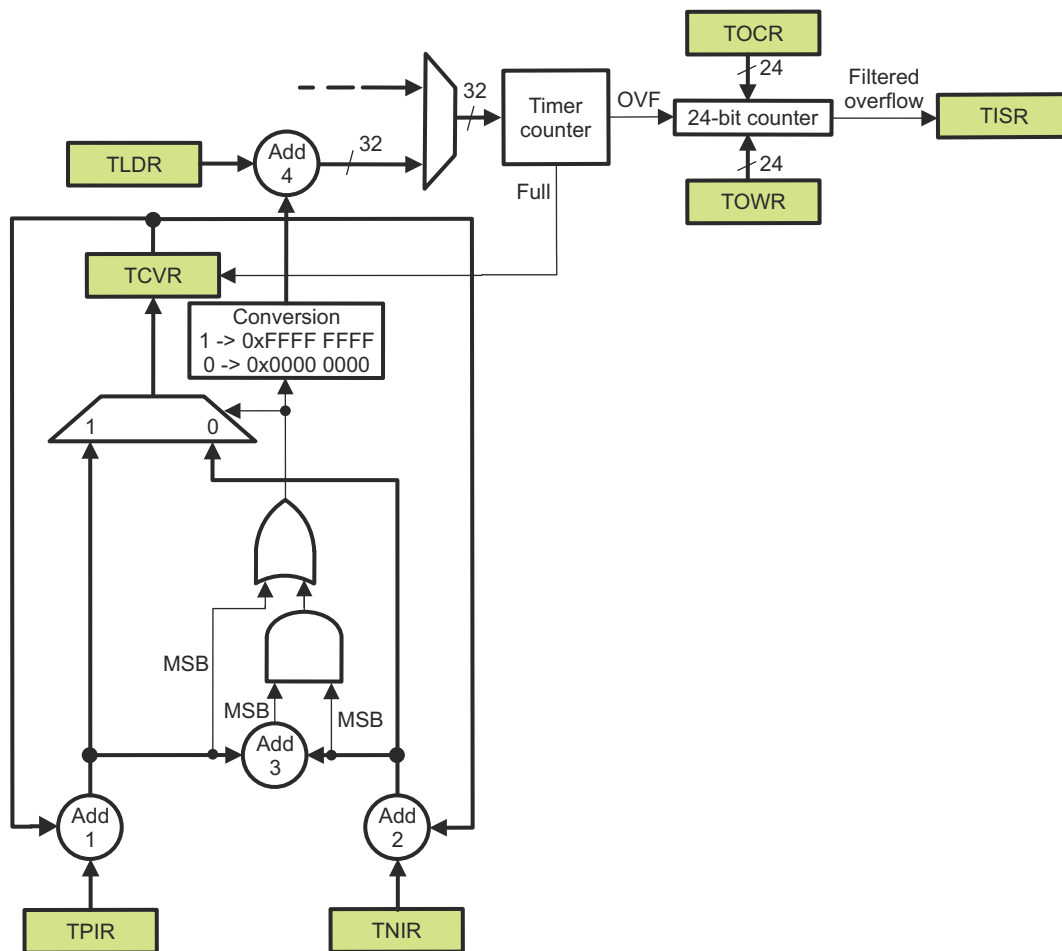 TOCR
24
32
Timer
counter
OVF
24-bit counter
Filtered
overflow
TISR
TLDR
Add
4
32
Full
24
TOWR
TCVR
Conversion
1 -> 0xFFFF FFFF
0 -> 0x0000 0000
1
0
MSB
MSB
MSB
Add
3
Add
1
Add
2
TPIR
TNIR